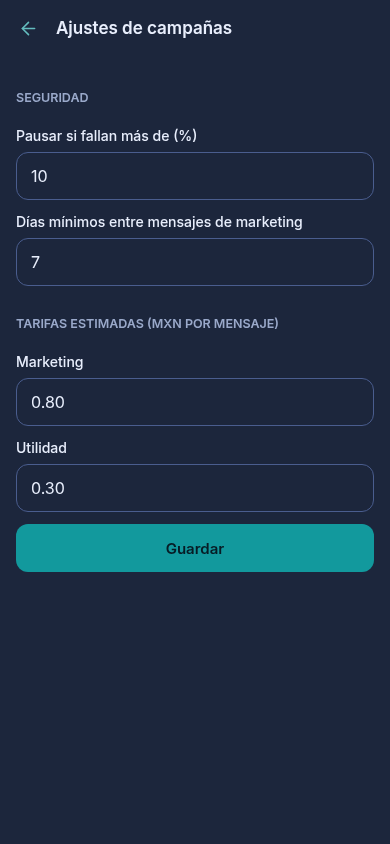 Ajustes de campañas
SEGURIDAD
Pausar si fallan más de (%)
10
Días mínimos entre mensajes de marketing
7
TARIFAS ESTIMADAS (MXN POR MENSAJE)
Marketing
0.80
Utilidad
0.30
Guardar